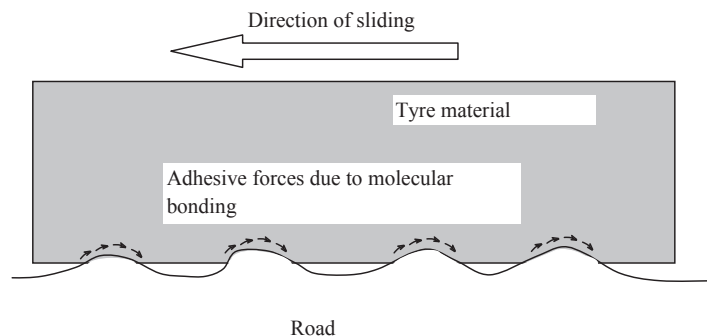 Direction of sliding
Tyre material
Adhesive forces due to molecular
bonding
Road